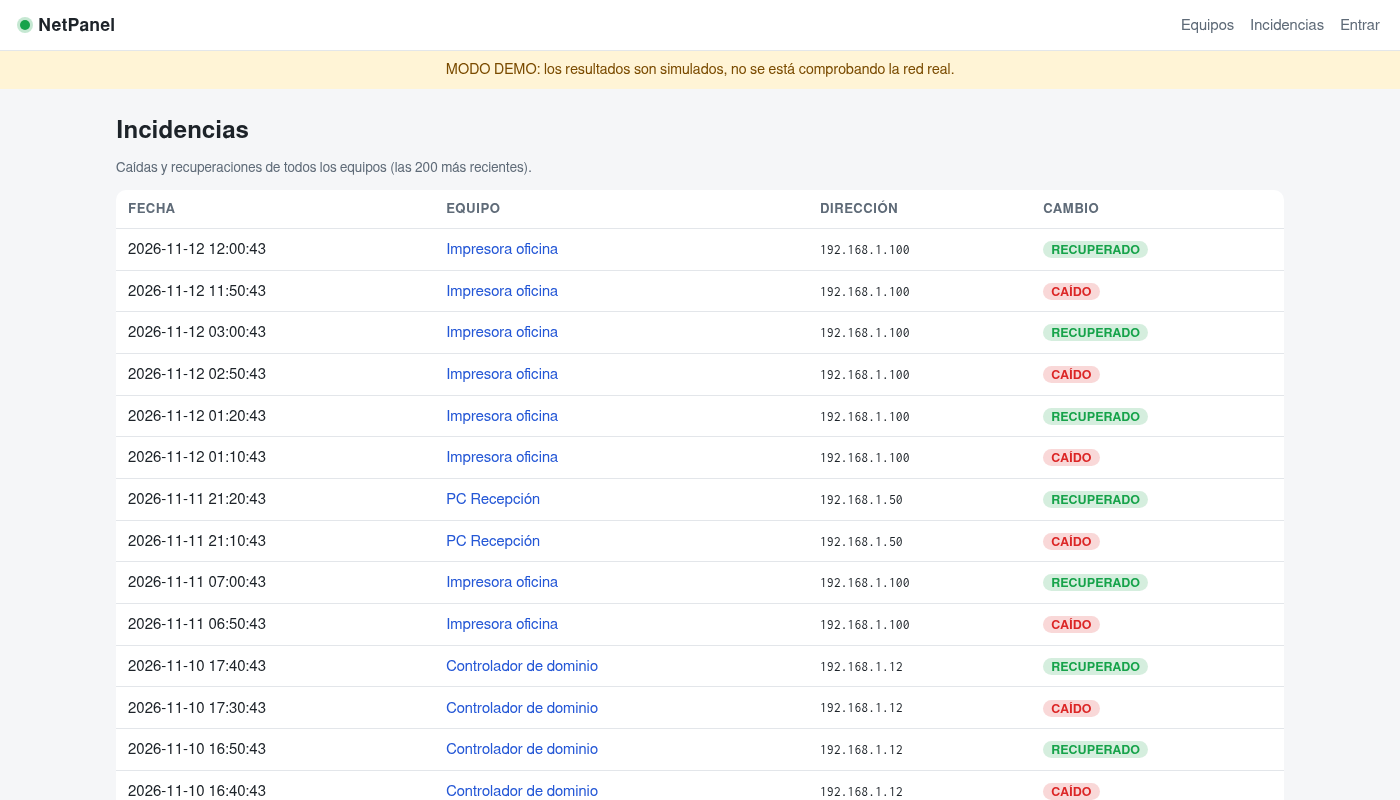 NetPanel
Equipos Incidencias Entrar
MODO DEMO: los resultados son simulados, no se está comprobando la red real.
Incidencias
Caídas y recuperaciones de todos los equipos (las 200 más recientes).
FECHA EQUIPO DIRECCIÓN CAMBIO
2026-11-12 12:00:43 Impresora oficina 192.168.1.100 RECUPERADO
2026-11-12 11:50:43 Impresora oficina 192.168.1.100 CAÍDO
2026-11-12 03:00:43 Impresora oficina 192.168.1.100 RECUPERADO
2026-11-12 02:50:43 Impresora oficina 192.168.1.100 CAÍDO
2026-11-12 01:20:43 Impresora oficina 192.168.1.100 RECUPERADO
2026-11-12 01:10:43 Impresora oficina 192.168.1.100 CAÍDO
2026-11-11 21:20:43 PC Recepción 192.168.1.50 RECUPERADO
2026-11-11 21:10:43 PC Recepción 192.168.1.50 CAÍDO
2026-11-11 07:00:43 Impresora oficina 192.168.1.100 RECUPERADO
2026-11-11 06:50:43 Impresora oficina 192.168.1.100 CAÍDO
2026-11-10 17:40:43 Controlador de dominio 192.168.1.12 RECUPERADO
2026-11-10 17:30:43 Controlador de dominio 192.168.1.12 CAÍDO
2026-11-10 16:50:43 Controlador de dominio 192.168.1.12 RECUPERADO
2026-11-10 16:40:43 Controlador de dominio 192.168.1.12 CAÍDO